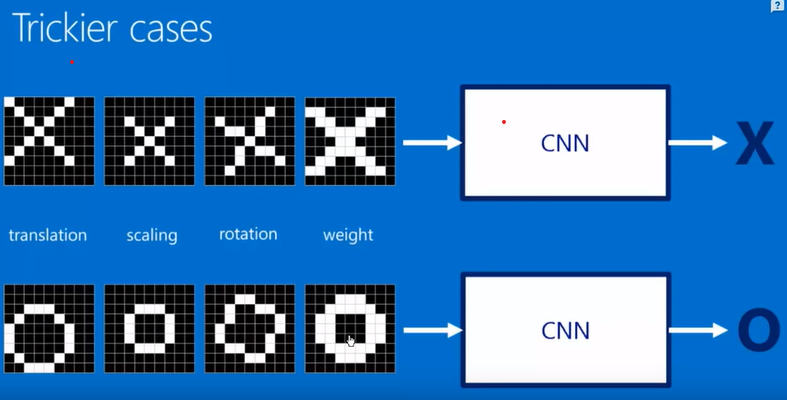 Trickier cases
?
CNN
X
translation scaling rotation weight
CNN
O